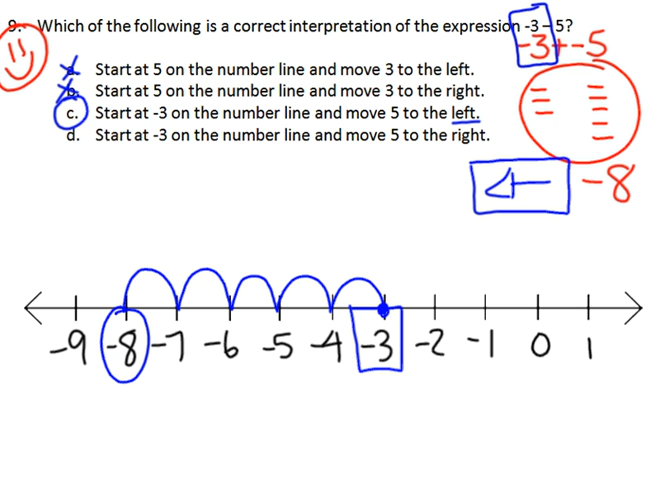 9. Which of the following is a correct interpretation of the expression -3 – 5?
-3+-5
a. Start at 5 on the number line and move 3 to the left.
b. Start at 5 on the number line and move 3 to the right.
c. Start at -3 on the number line and move 5 to the left.
d. Start at -3 on the number line and move 5 to the right.
-8
-9 -8 -7 -6 -5 -4 -3 -2 -1 0 1